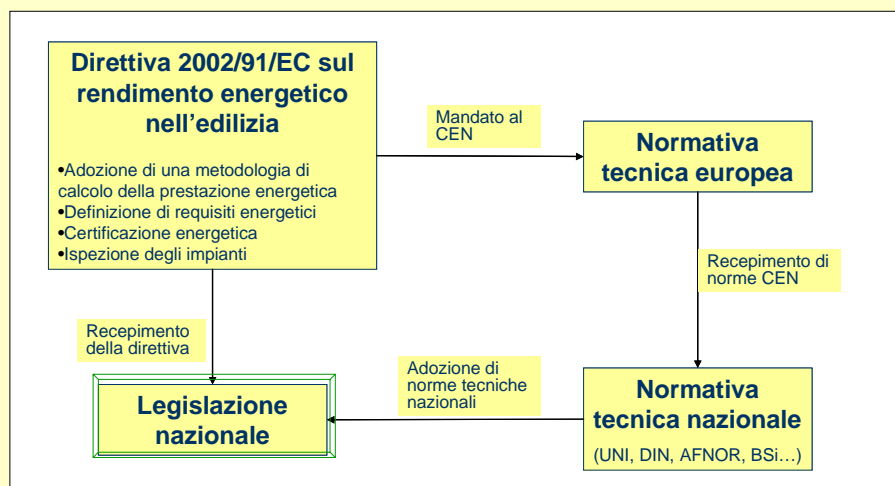 Direttiva 2002/91/EC sul
rendimento energetico
nell’edilizia
•Adozione di una metodologia di
calcolo della prestazione energetica
•Definizione di requisiti energetici
•Certificazione energetica
•Ispezione degli impianti
Mandato al
CEN
Normativa
tecnica europea
Recepimento di
norme CEN
Recepimento
della direttiva
Adozione di
norme tecniche
nazionali
Legislazione
nazionale
Normativa
tecnica nazionale
(UNI, DIN, AFNOR, BSi…)